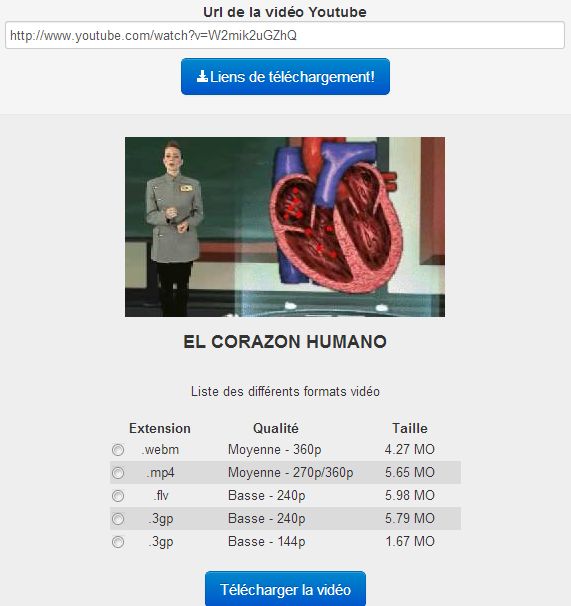 Url de la vidéo Youtube
http://www.youtube.com/watch?v=W2mik2uGZhQ
Liens de téléchargement!
EL CORAZON HUMANO
Liste des différents formats vidéo
Extension Qualité Taille
.webm Moyenne - 360p 4.27 MO
.mp4 Moyenne - 270p/360p 5.65 MO
.flv Basse - 240p 5.98 MO
.3gp Basse - 240p 5.79 MO
.3gp Basse - 144p 1.67 MO
Télécharger la vidéo